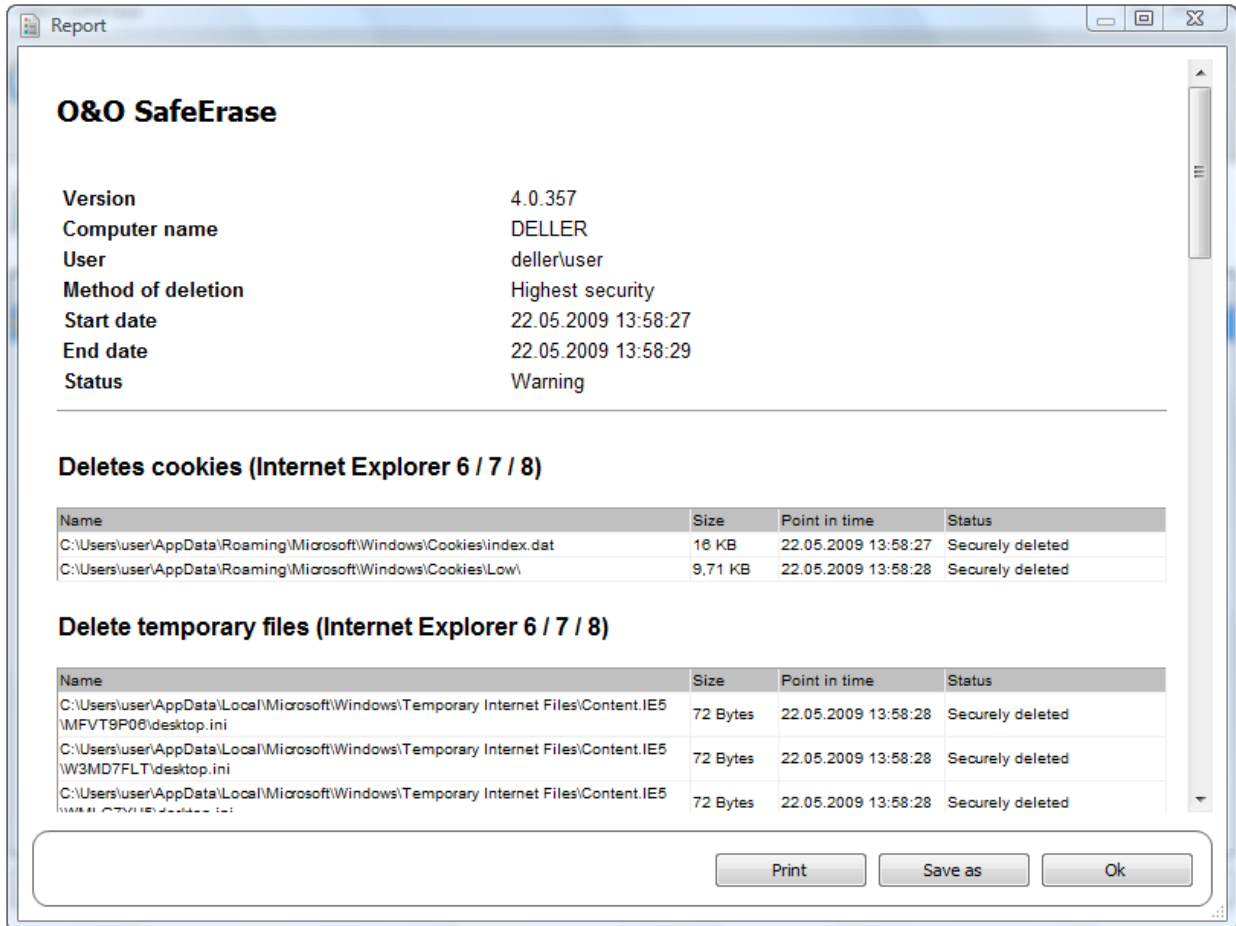 Report
O&O SafeErase
Version 4.0.357
Computer name DELLER
User deller\user
Method of deletion Highest security
Start date 22.05.2009 13:58:27
End date 22.05.2009 13:58:29
Status Warning
Deletes cookies (Internet Explorer 6 / 7 / 8)
Name Size Point in time Status
C:\Users\user\AppData\Roaming\Microsoft\Windows\Cookies\index.dat 16 KB 22.05.2009 13:58:27 Securely deleted
C:\Users\user\AppData\Roaming\Microsoft\Windows\Cookies\Low\ 9,71 KB 22.05.2009 13:58:28 Securely deleted
Delete temporary files (Internet Explorer 6 / 7 / 8)
Name Size Point in time Status
C:\Users\user\AppData\Local\Microsoft\Windows\Temporary Internet Files\Content.IE5
\MFVT9P06\desktop.ini 72 Bytes 22.05.2009 13:58:28 Securely deleted
C:\Users\user\AppData\Local\Microsoft\Windows\Temporary Internet Files\Content.IE5
\W3MD7FLT\desktop.ini 72 Bytes 22.05.2009 13:58:28 Securely deleted
C:\Users\user\AppData\Local\Microsoft\Windows\Temporary Internet Files\Content.IE5
72 Bytes 22.05.2009 13:58:28 Securely deleted
Print Save as Ok